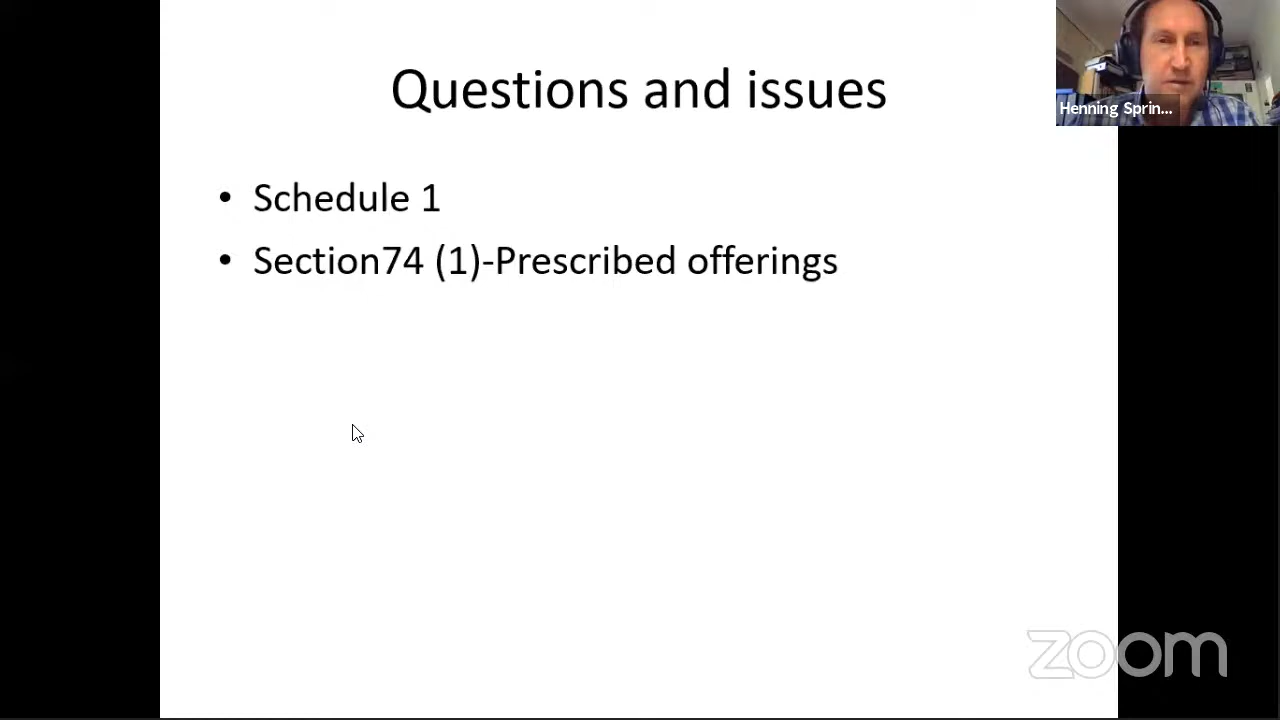 Questions and issues
Henning Sprin...
• Schedule 1
• Section74 (1)-Prescribed offerings
zoom